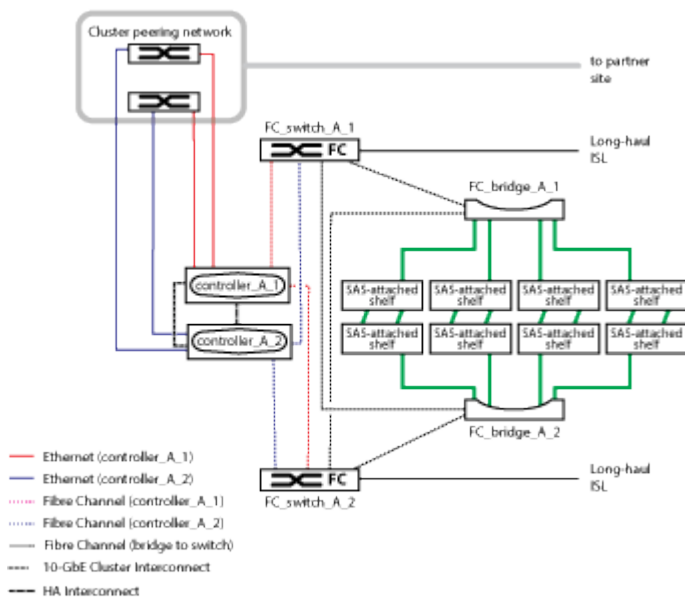 Cluster peering network
to partner
site
FC_switch_A_1
FC
Long-haul
ISL
FC_bridge_A_1
controller_A_1
controller_A_2
SAS-attached
shelf
SAS-attached
shelf
SAS-attached
shelf
SAS-attached
shelf
SAS-attached
shelf
SAS-attached
shelf
SAS-attached
shelf
SAS-attached
shelf
FC_bridge_A_2
FC
FC_switch_A_2
Long-haul
ISL
Ethernet (controller_A_1)
Ethernet (controller_A_2)
Fibre Channel (controller_A_1)
Fibre Channel (controller_A_2)
Fibre Channel (bridge to switch)
10-GbE Cluster Interconnect
HA Interconnect